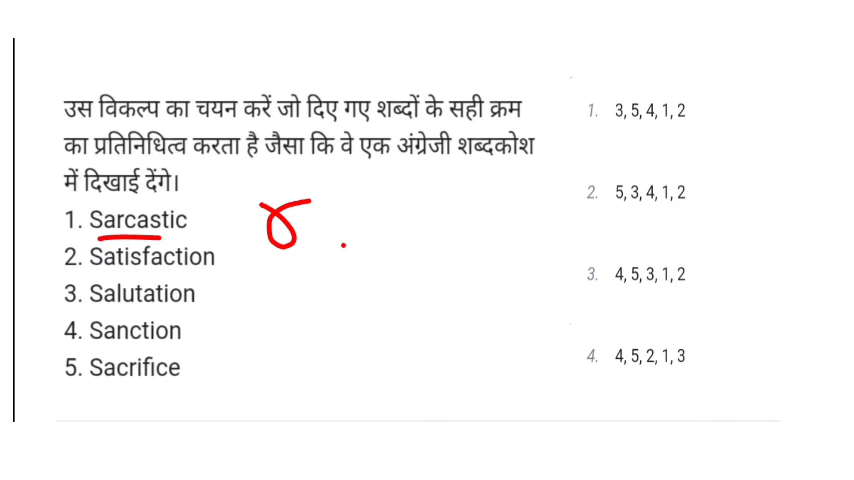 उस विकल्प का चयन करें जो दिए गए शब्दों के सही क्रम
का प्रतिनिधित्व करता है जैसा कि वे एक अंग्रेजी शब्दकोश
में दिखाई देंगे।
1. Sarcastic
2. Satisfaction
3. Salutation
4. Sanction
5. Sacrifice
1. 3, 5, 4, 1, 2
2. 5, 3, 4, 1, 2
3. 4, 5, 3, 1, 2
4. 4, 5, 2, 1, 3